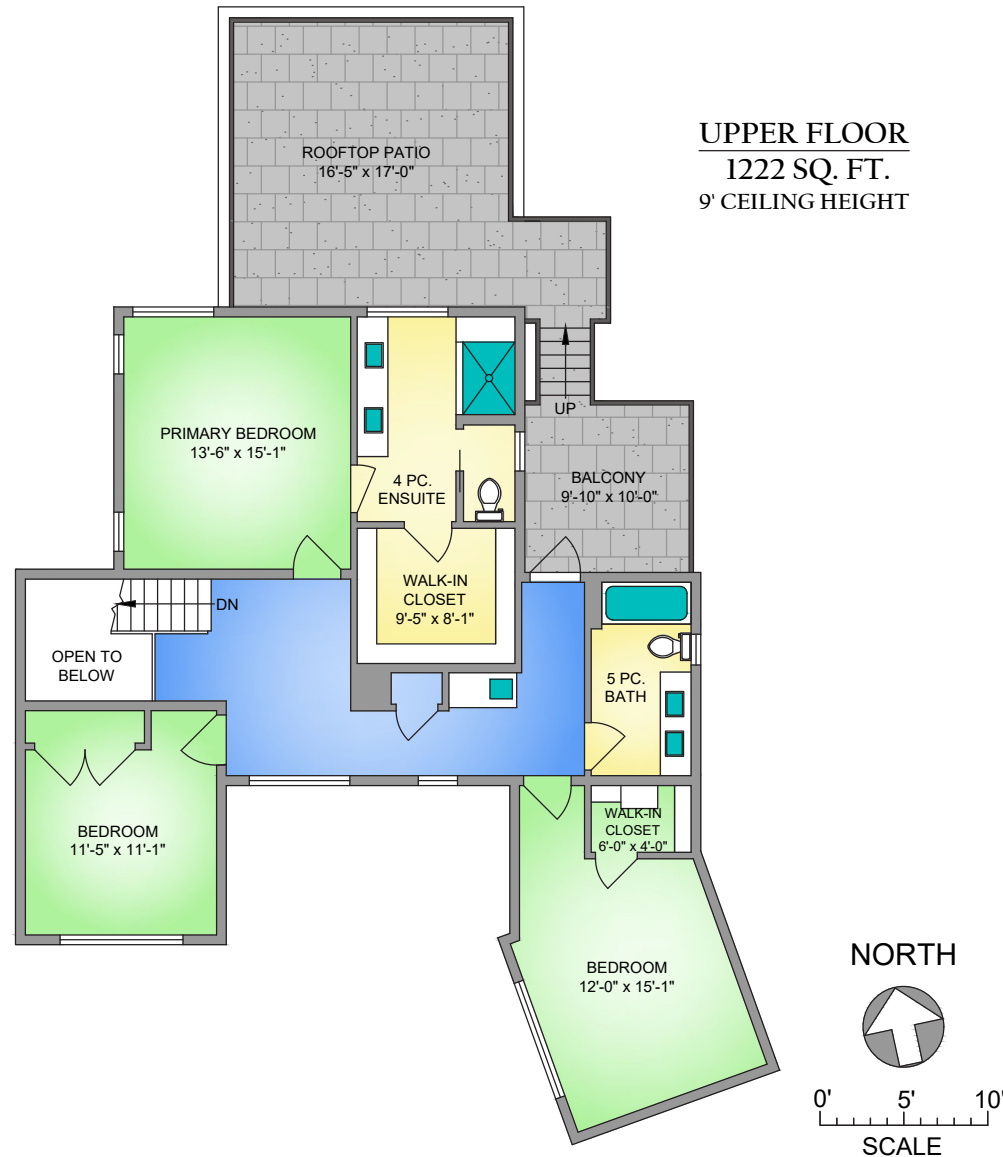 UPPER FLOOR
1222 SQ. FT.
9' CEILING HEIGHT
ROOFTOP PATIO
16'-5" x 17'-0"
UP
PRIMARY BEDROOM
13'-6" x 15'-1"
4 PC.
ENSUITE
BALCONY
9'-10" x 10'-0"
WALK-IN
CLOSET
9'-5" x 8'-1"
DN
OPEN TO
BELOW
5 PC.
BATH
BEDROOM
11'-5" x 11'-1"
WALK-IN
CLOSET
6'-0" x 4'-0"
BEDROOM
12'-0" x 15'-1"
NORTH
0' 5' 10'
SCALE